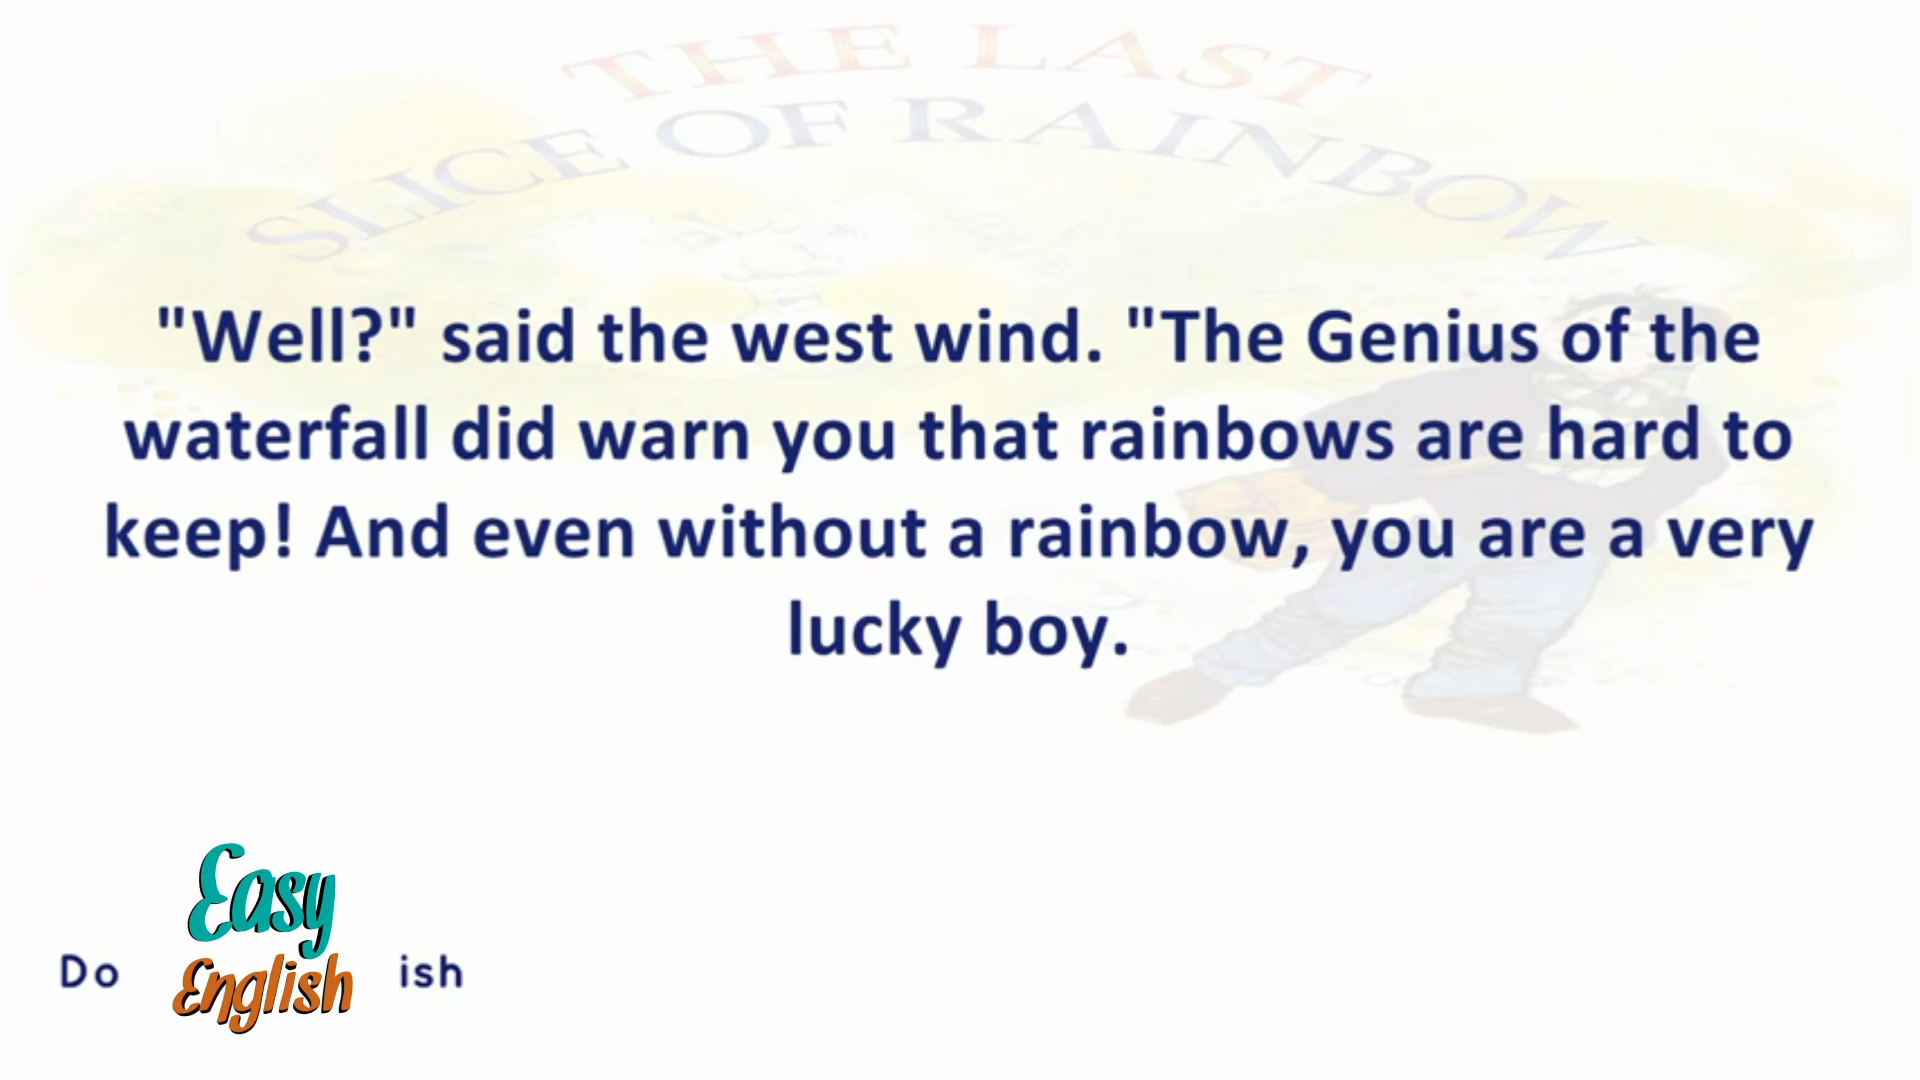 THE LAST
SLICE OF RAINBOW
"Well?" said the west wind. "The Genius of the
waterfall did warn you that rainbows are hard to
keep! And even without a rainbow, you are a very
lucky boy.
Easy
English
Do ish